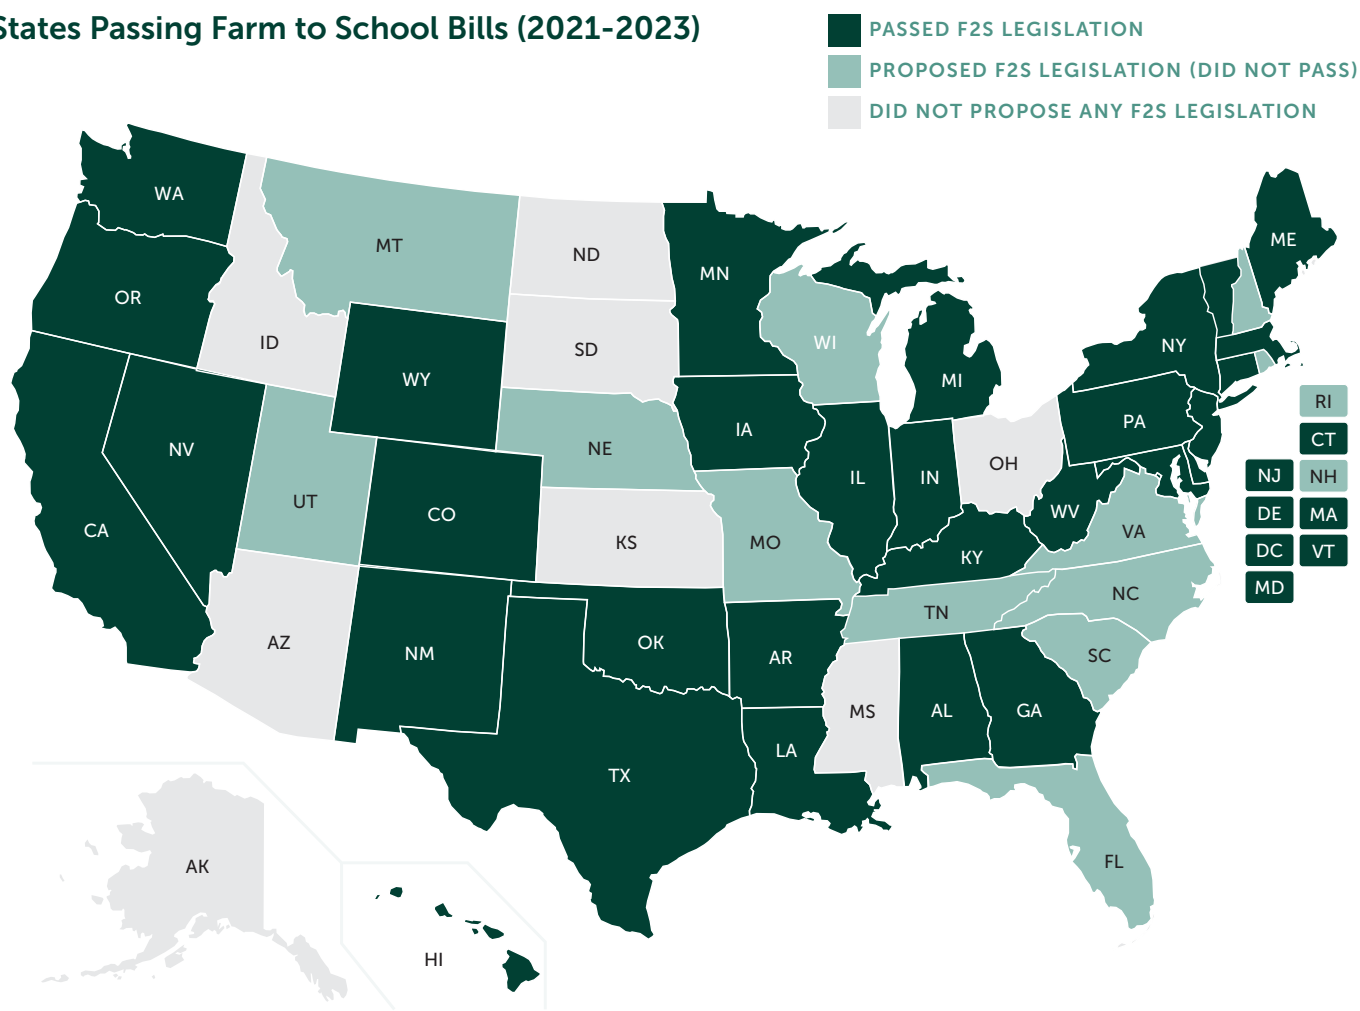 States Passing Farm to School Bills (2021-2023)
PASSED F2S LEGISLATION
PROPOSED F2S LEGISLATION (DID NOT PASS)
DID NOT PROPOSE ANY F2S LEGISLATION
WA
MT
ND
MN
ME
OR
ID
SD
WI
NY
WY
MI
RI
NV
NE
IA
PA
CT
UT
CO
IL
IN
OH
NJ
NH
CA
KS
MO
WV
VA
DE
MA
KY
DC
VT
AZ
NM
OK
AR
TN
NC
MD
SC
MS
AL
GA
TX
LA
AK
FL
HI